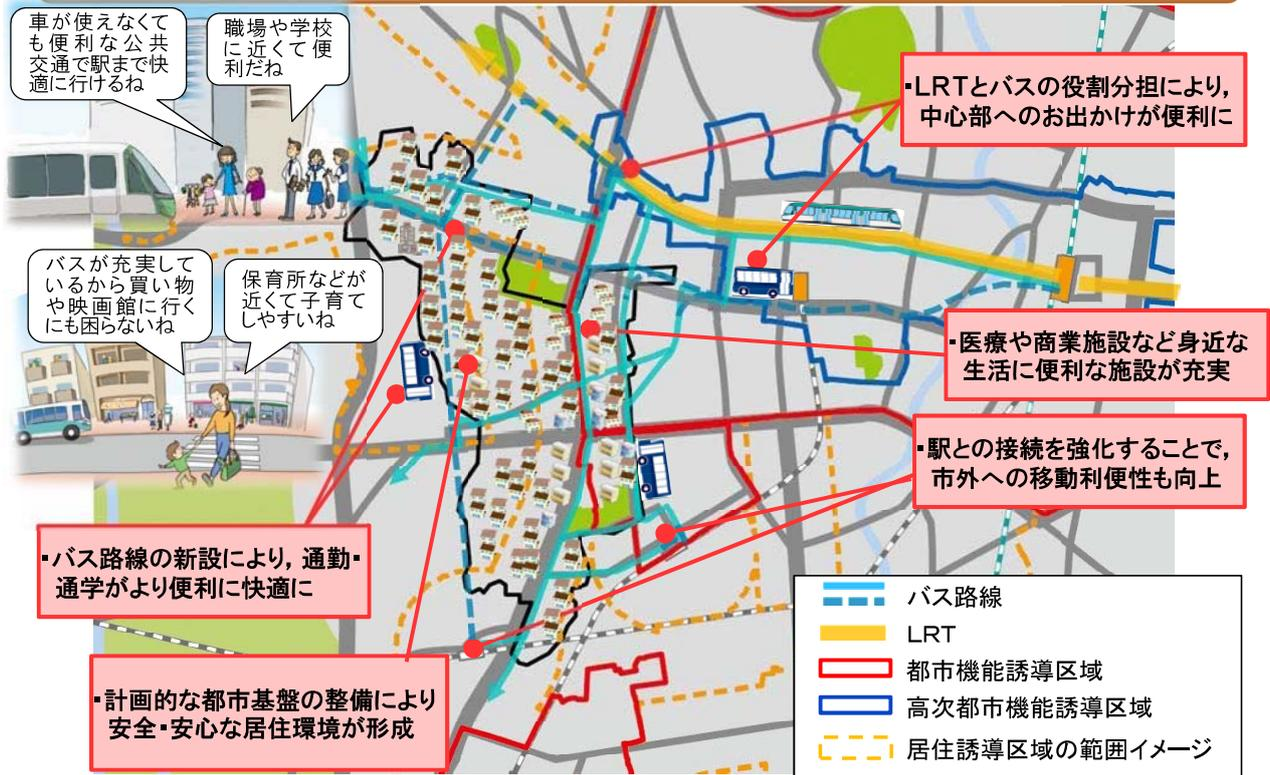 車が使えなくて
も便利な公共
交通で駅まで快
適に行けるね
職場や学校
に近くて便
利だね
・LRTとバスの役割分担により,
中心部へのお出かけが便利に
バスが充実して
いるから買い物
や映画館に行く
にも困らないね
保育所などが
近くて子育て
しやすいね
・医療や商業施設など身近な
生活に便利な施設が充実
・駅との接続を強化することで,
市外への移動利便性も向上
・バス路線の新設により,通勤・
通学がより便利に快適に
・計画的な都市基盤の整備により
安全・安心な居住環境が形成
バス路線
LRT
都市機能誘導区域
高次都市機能誘導区域
居住誘導区域の範囲イメージ